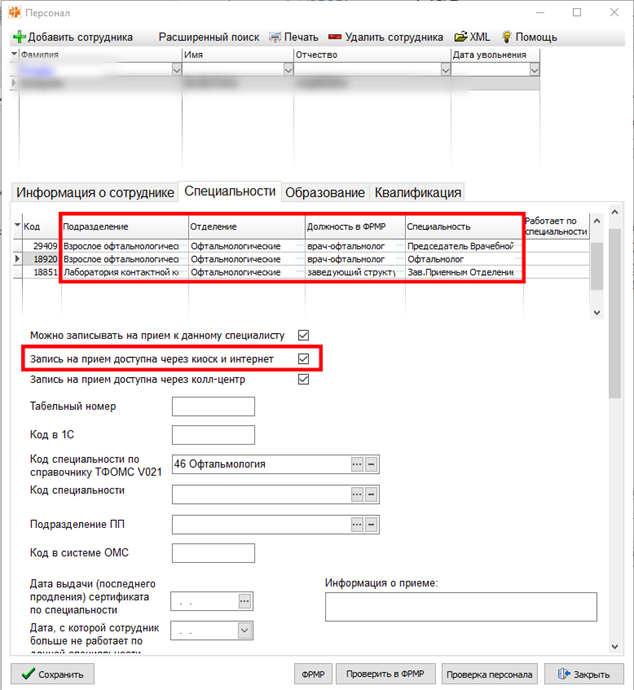 Персонал
Добавить сотрудника Расширенный поиск Печать Удалить сотрудника XML Помощь
Фамилия Имя Отчество Дата увольнения
Информация о сотруднике Специальности Образование Квалификация
Код Подразделение Отделение Должность в ФРМР Специальность Работает по специальности
29409 Взрослое офтальмологичес Офтальмологические врач-офтальмолог Председатель Врачебной
18920 Взрослое офтальмологичес Офтальмологические врач-офтальмолог Офтальмолог
18851 Лаборатория контактной к Офтальмологические заведующий структу Зав.Приемным Отделение
Можно записывать на прием к данному специалисту
Запись на прием доступна через киоск и интернет
Запись на прием доступна через колл-центр
Табельный номер
Код в 1С
Код специальности по
справочнику ТФОМС V021 46 Офтальмология
Код специальности
Подразделение ПП
Код в системе ОМС
Дата выдачи (последнего
продления) сертификата
по специальности
Информация о приеме:
Дата, с которой сотрудник
больше не работает по
данной специальности
Сохранить ФРМР Проверить в ФРМР Проверка персонала Закрыть